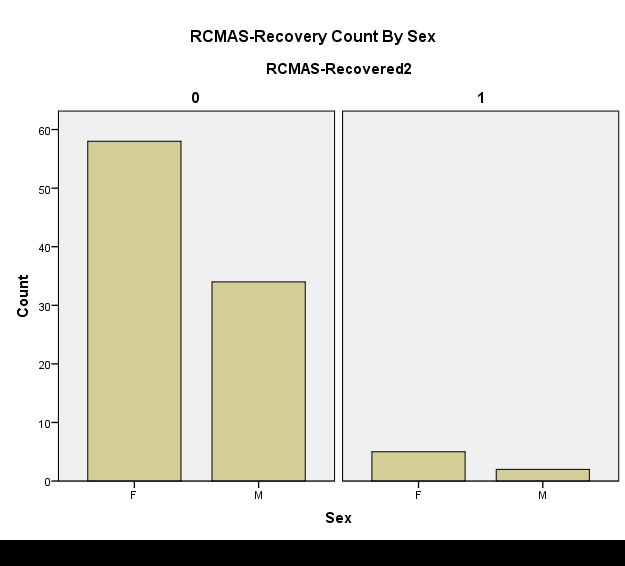 RCMAS-Recovery Count By Sex
RCMAS-Recovered2
0 1
60
50
40
30
20
10
0
Count
F M F M
Sex